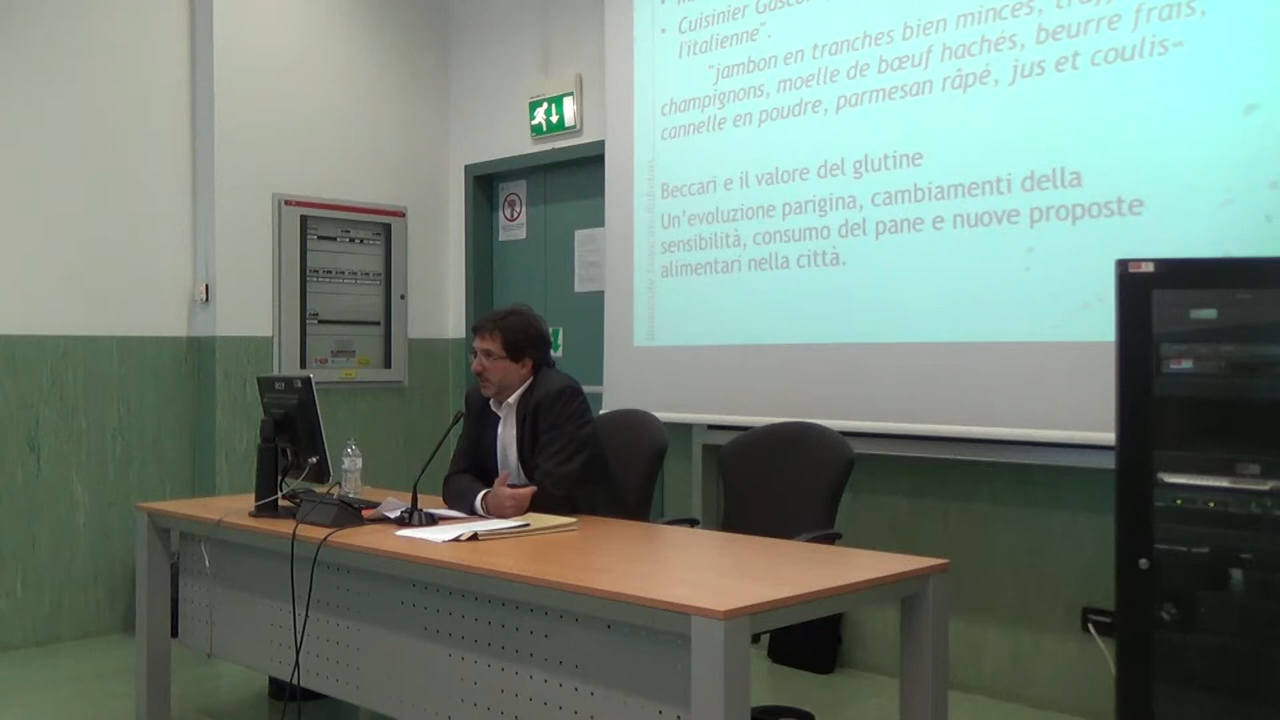 Cuisinier Gascon
l'italienne".
"jambon en tranches bien minces,
champignons, moelle de bœuf hachés, beurre frais.
cannelle en poudre, parmesan râpé, jus et coulis-
Beccari e il valore del glutine
Un'evoluzione parigina, cambiamenti della
sensibilità, consumo del pane e nuove proposte
alimentari nella città.